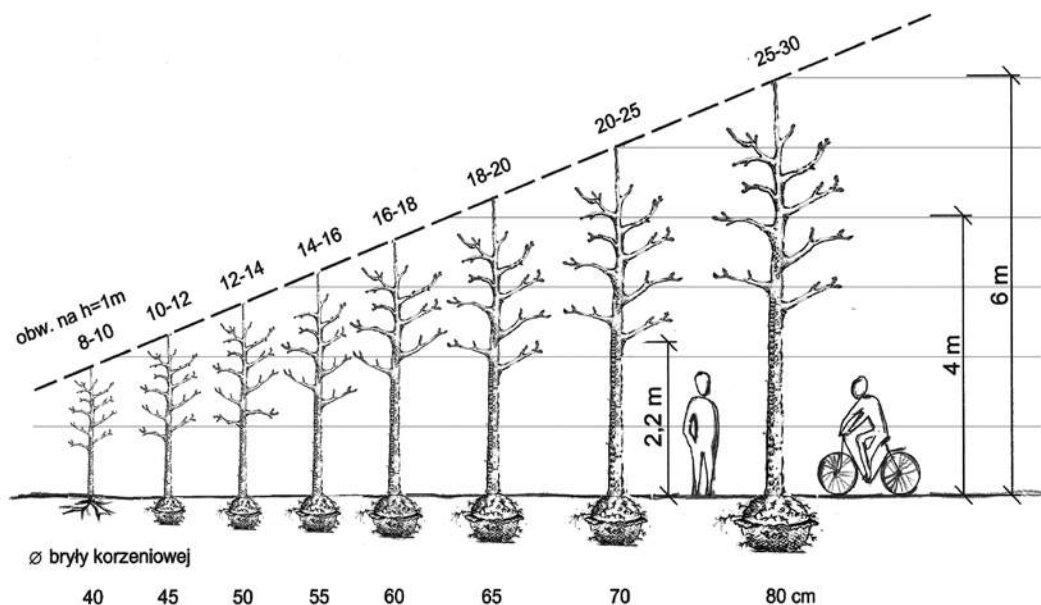 25-30
20-25
18-20
16-18
14-16
12-14
10-12
obw. na h=1m
8-10
6 m
4 m
2,2 m
ø bryły korzeniowej
40 45 50 55 60 65 70 80 cm